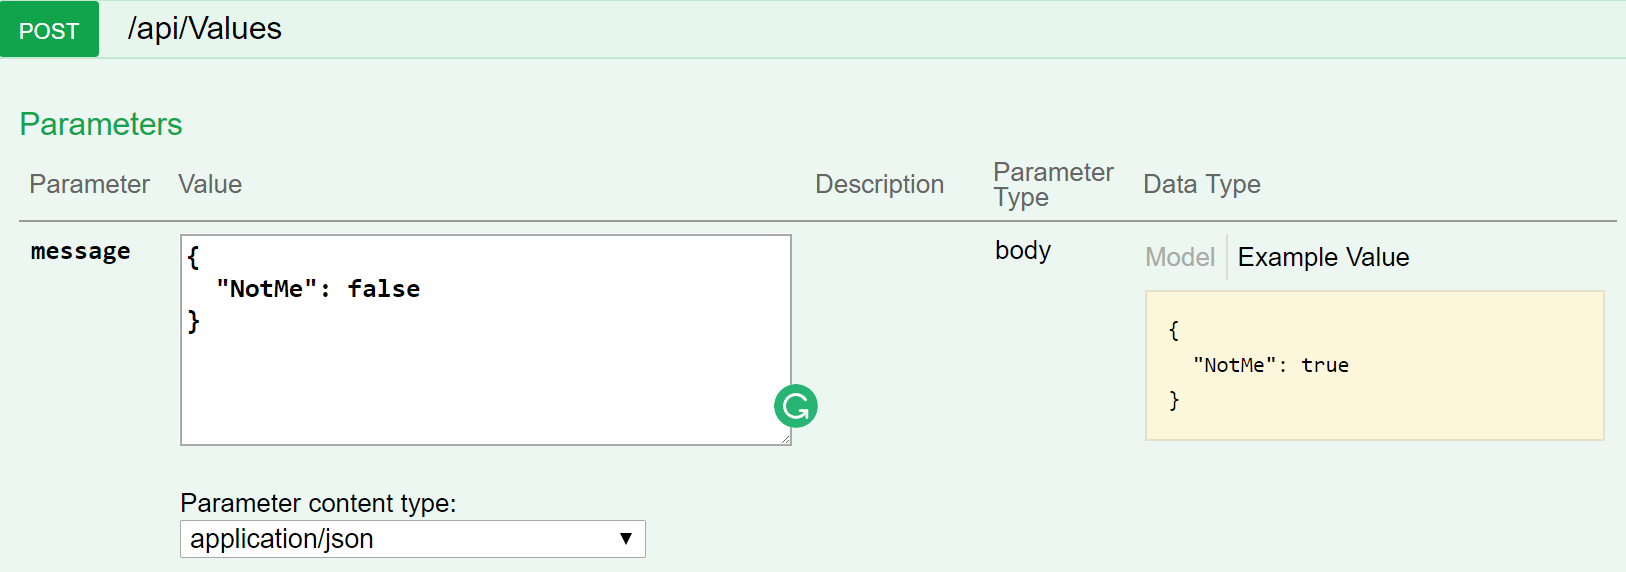 POST /api/Values
Parameters
Parameter Value Description Parameter Type Data Type
message
{
  "NotMe": false
}
body
Model Example Value
{
  "NotMe": true
}
Parameter content type:
application/json